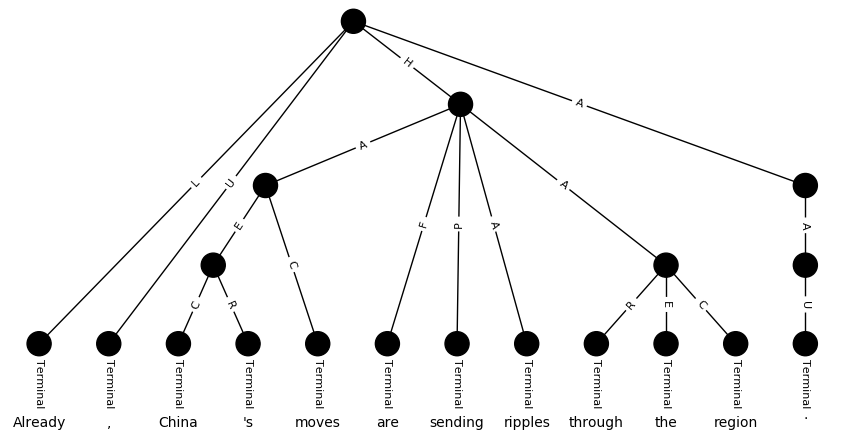 H
A
A
L
U
A
E
C
F
P
A
A
C
R
R
E
C
U
Terminal Terminal Terminal Terminal Terminal Terminal Terminal Terminal Terminal Terminal Terminal Terminal
Already , China 's moves are sending ripples through the region .